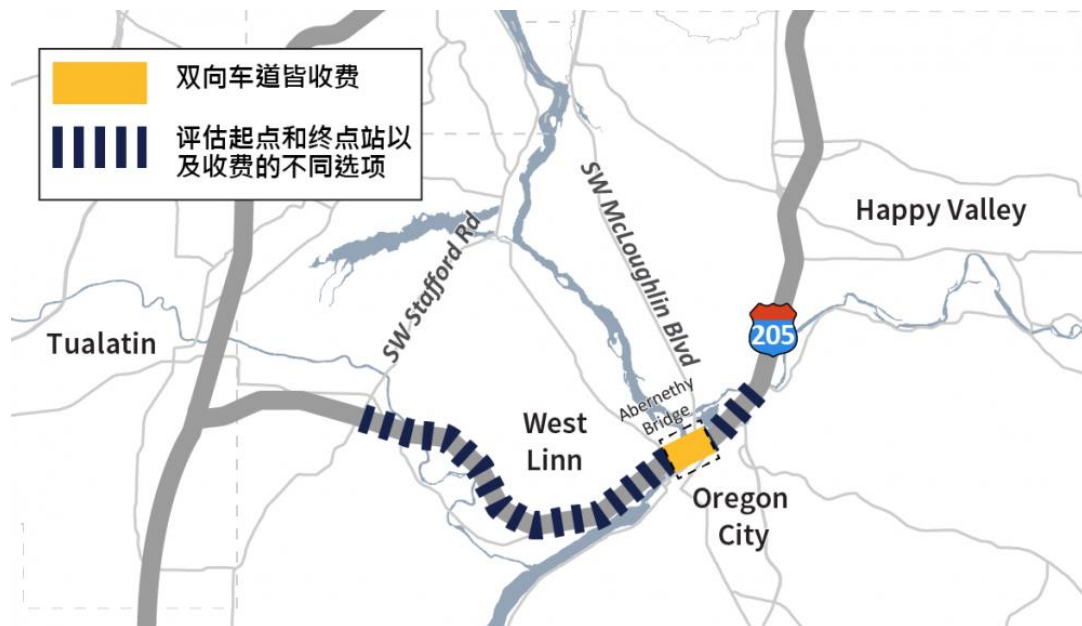 双向车道皆收费
评估起点和终点站以
及收费的不同选项
SW McLoughlin Blvd
Happy Valley
SW Stafford Rd
Tualatin
205
Abernethy
Bridge
West
Linn
Oregon
City